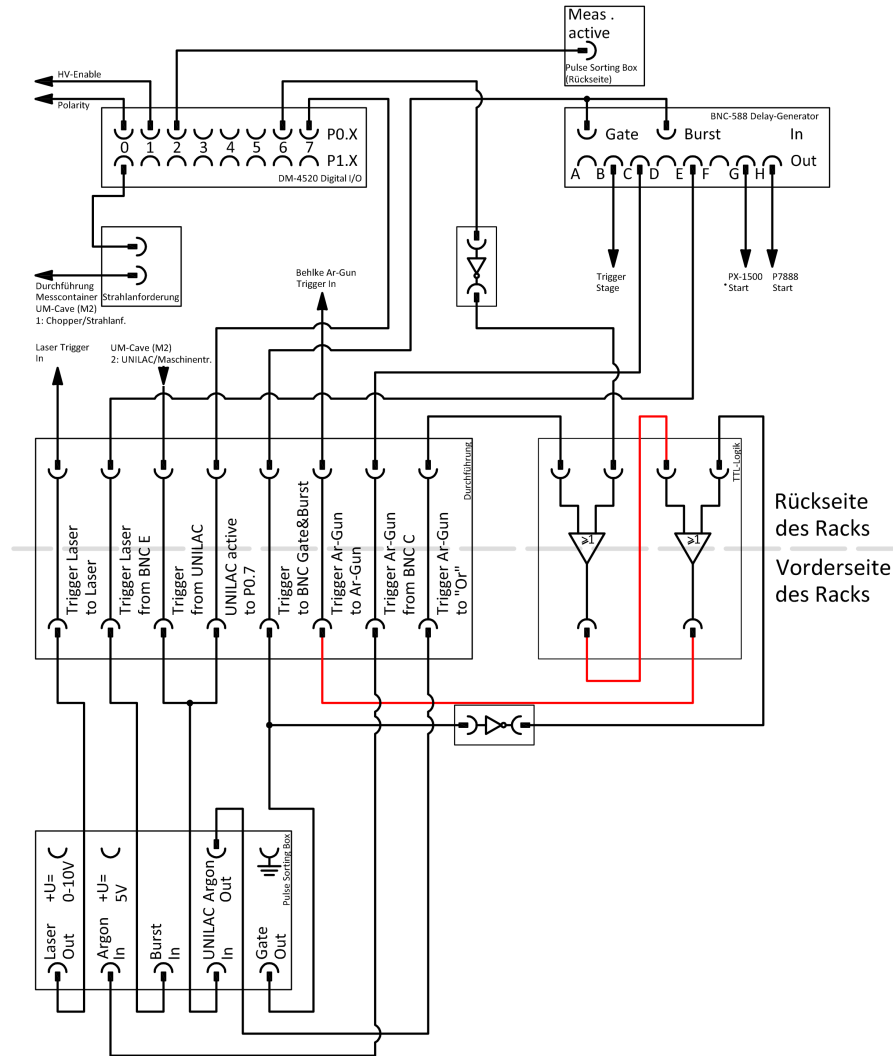 Meas .
active
Pulse Sorting Box
(Rückseite)
HV-Enable
Polarity
0 1 2 3 4 5 6 7 P0.X
P1.X
DM-4520 Digital I/O
BNC-588 Delay-Generator
Gate Burst In
A B C D E F G H Out
Durchführung
Messcontainer
UM-Cave (M2)
1: Chopper/Strahlanf.
Strahlanforderung
Behlke Ar-Gun
Trigger In
Trigger
Stage
PX-1500
*Start
P7888
Start
Laser Trigger
In
UM-Cave (M2)
2: UNILAC/Maschinentr.
Durchführung
Trigger Laser
to Laser
Trigger Laser
from BNC E
Trigger
from UNILAC
UNILAC active
to P0.7
Trigger
to BNC Gate&Burst
Trigger Ar-Gun
to Ar-Gun
Trigger Ar-Gun
from BNC C
Trigger Ar-Gun
to "Or"
TTL-Logik
≥1
≥1
Rückseite
des Racks
Vorderseite
des Racks
Pulse Sorting Box
+U=
0-10V
+U=
5V
Laser
Out
Argon
In
Burst
In
UNILAC Argon
In Out
Gate
Out